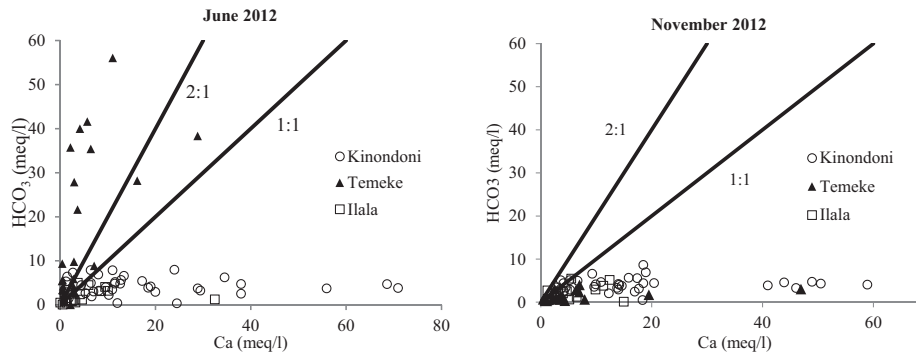 June 2012
HCO₃ (meq/l)
60
50
40
30
20
10
0
2:1
1:1
Kinondoni
Temeke
Ilala
0 20 40 60 80
Ca (meq/l)
November 2012
HCO3 (meq/l)
60
50
40
30
20
10
0
2:1
1:1
Kinondoni
Temeke
Ilala
0 20 40 60
Ca (meq/l)